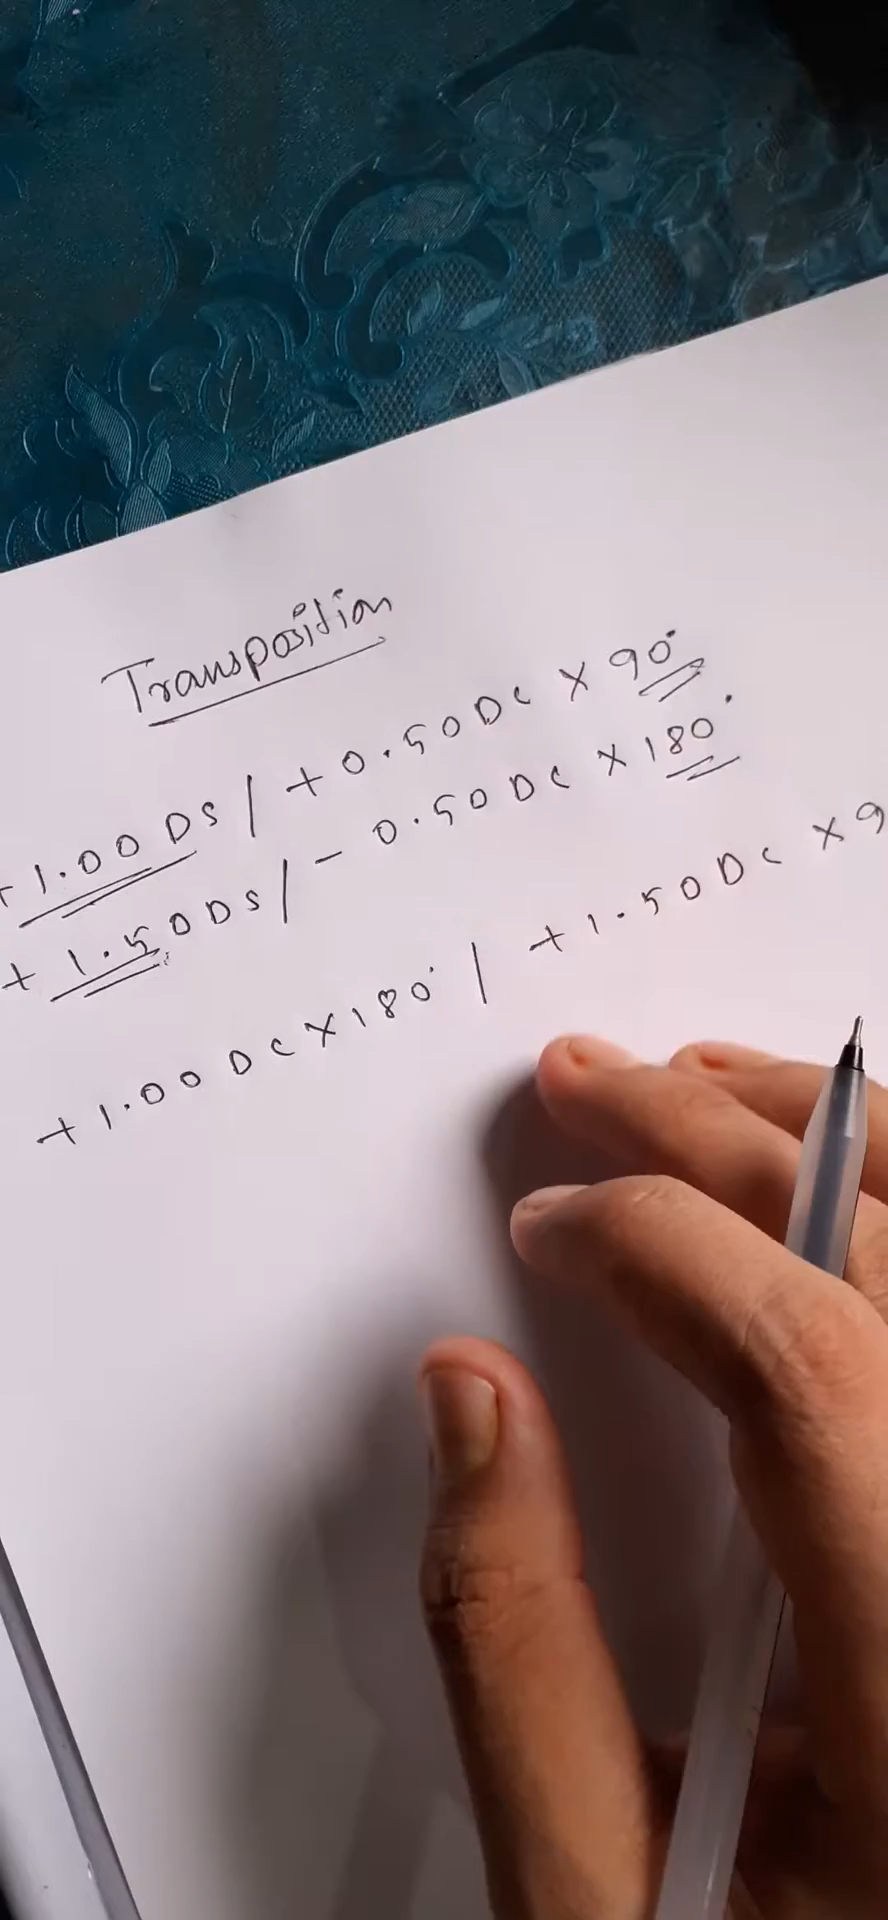 Transposition
+1.00 DS / +0.50 DC × 90°
+1.50 DS / -0.50 DC × 180°
+1.00 DC × 180° / +1.50 DC × 9